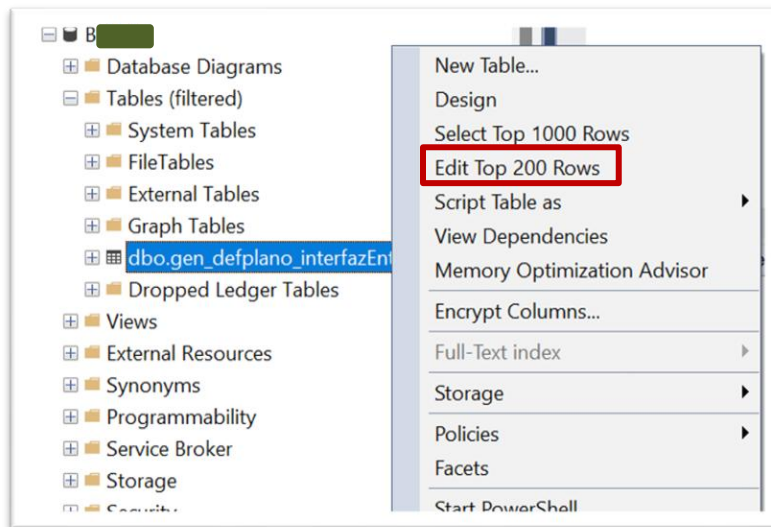 B
Database Diagrams
Tables (filtered)
System Tables
FileTables
External Tables
Graph Tables
dbo.gen_defplano_interfazEnt
Dropped Ledger Tables
Views
External Resources
Synonyms
Programmability
Service Broker
Storage
Security
New Table...
Design
Select Top 1000 Rows
Edit Top 200 Rows
Script Table as
View Dependencies
Memory Optimization Advisor
Encrypt Columns...
Full-Text index
Storage
Policies
Facets
Start PowerShell